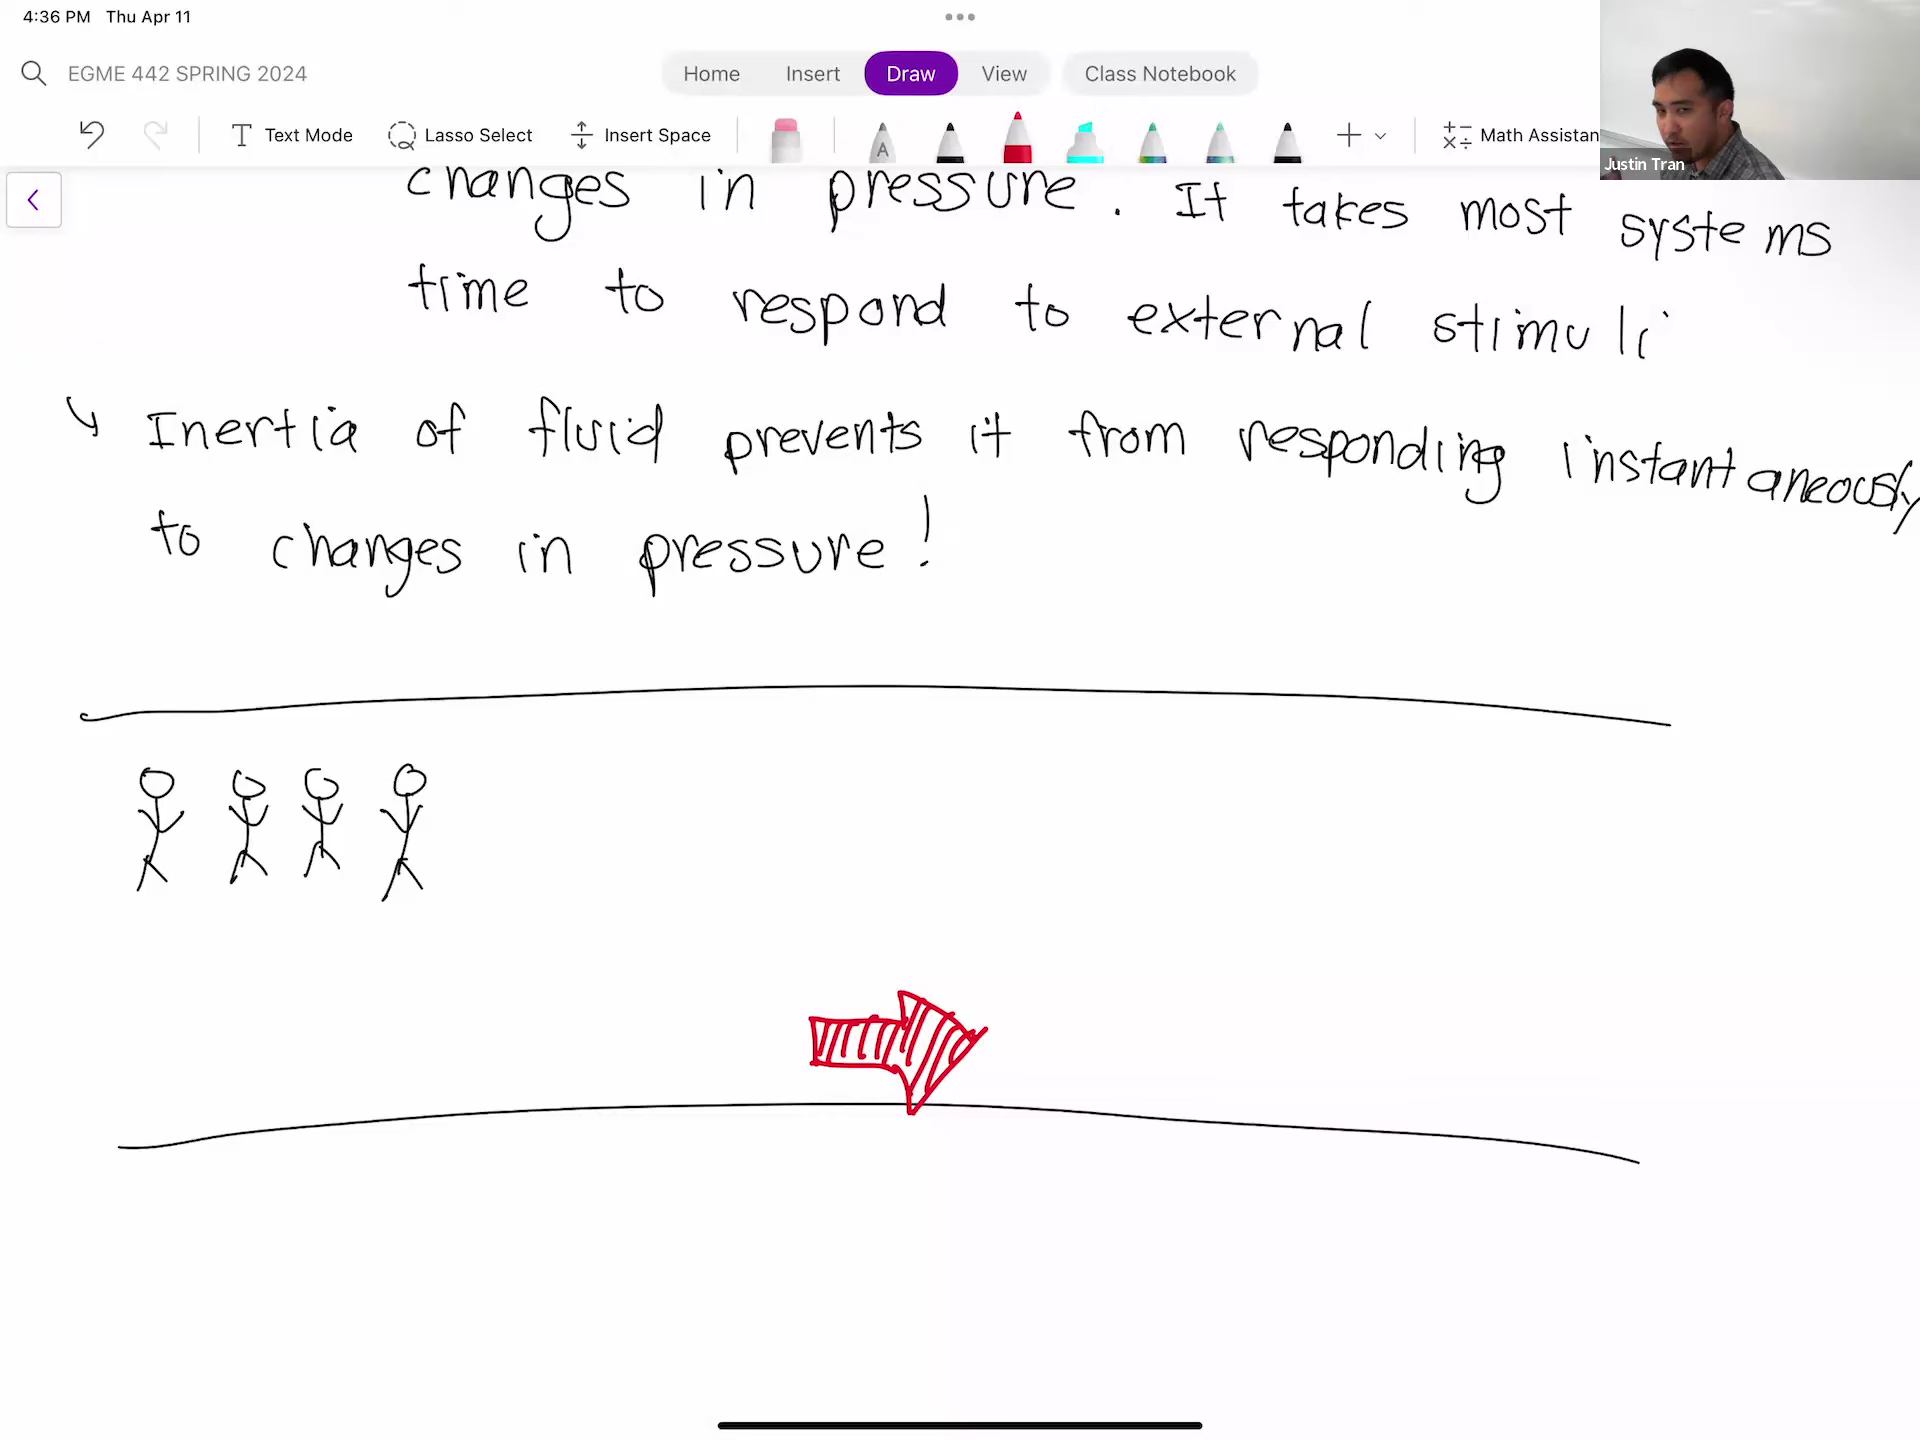 4:36 PM Thu Apr 11
EGME 442 SPRING 2024
Home Insert Draw View Class Notebook
Text Mode Lasso Select Insert Space A Math Assistan
Justin Tran
changes in pressure. It takes most systems
time to respond to external stimuli
Inertia of fluid prevents it from responding instantaneously
to changes in pressure!